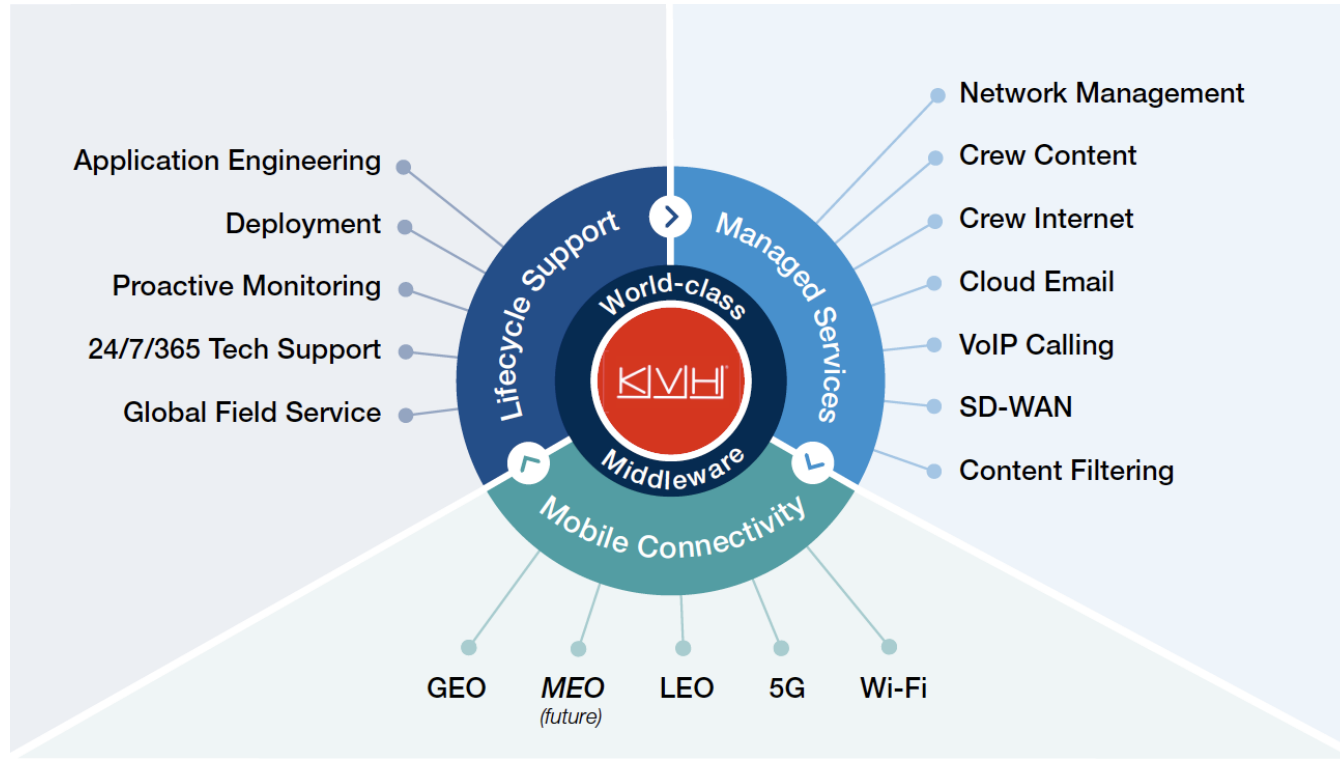 Application Engineering
Deployment
Proactive Monitoring
24/7/365 Tech Support
Global Field Service
Lifecycle Support
Managed Services
Network Management
Crew Content
Crew Internet
Cloud Email
VoIP Calling
SD-WAN
Content Filtering
World-class
KVH®
Middleware
Mobile Connectivity
GEO
MEO
(future)
LEO
5G
Wi-Fi